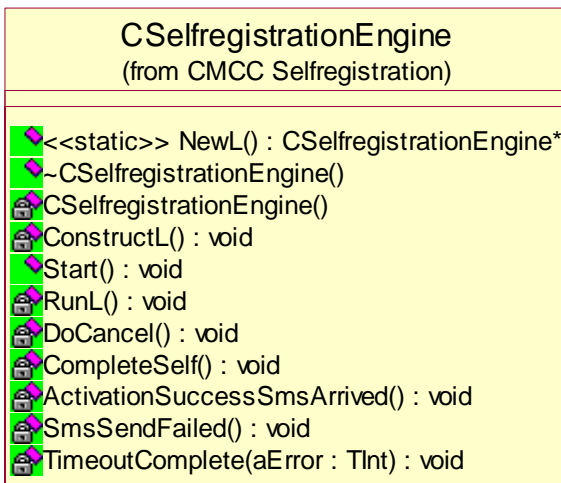 CSelfregistrationEngine
(from CMCC Selfregistration)
<<static>> NewL() : CSelfregistrationEngine*
~CSelfregistrationEngine()
CSelfregistrationEngine()
ConstructL() : void
Start() : void
RunL() : void
DoCancel() : void
CompleteSelf() : void
ActivationSuccessSmsArrived() : void
SmsSendFailed() : void
TimeoutComplete(aError : TInt) : void